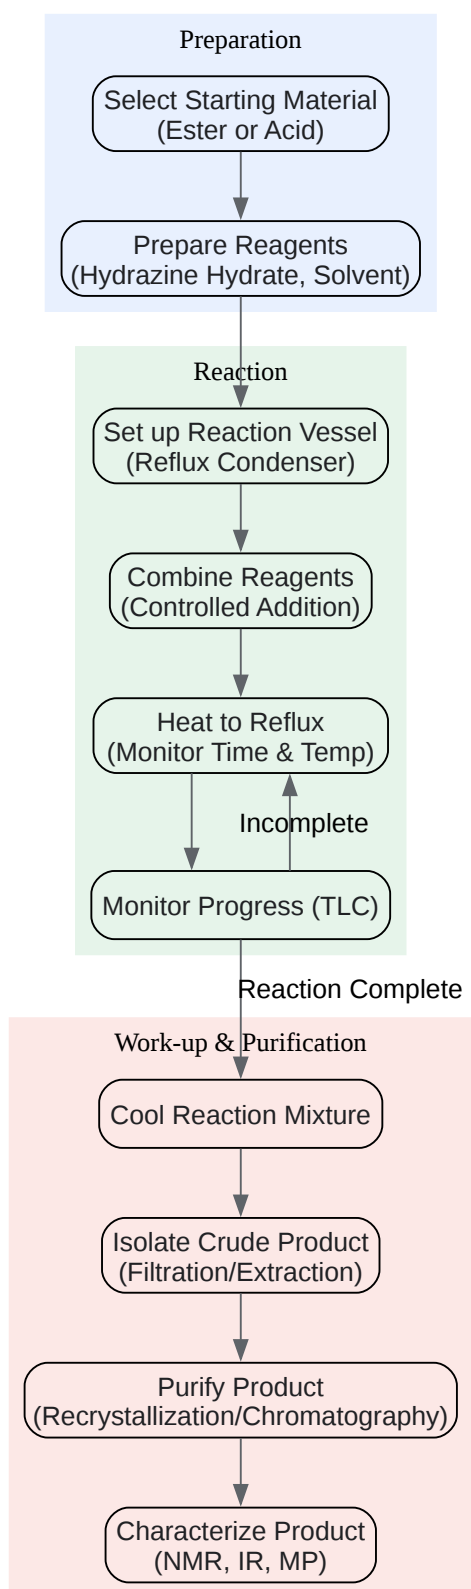 Preparation
Select Starting Material
(Ester or Acid)
Prepare Reagents
(Hydrazine Hydrate, Solvent)
Reaction
Set up Reaction Vessel
(Reflux Condenser)
Combine Reagents
(Controlled Addition)
Heat to Reflux
(Monitor Time & Temp)
Incomplete
Monitor Progress (TLC)
Reaction Complete
Work-up & Purification
Cool Reaction Mixture
Isolate Crude Product
(Filtration/Extraction)
Purify Product
(Recrystallization/Chromatography)
Characterize Product
(NMR, IR, MP)